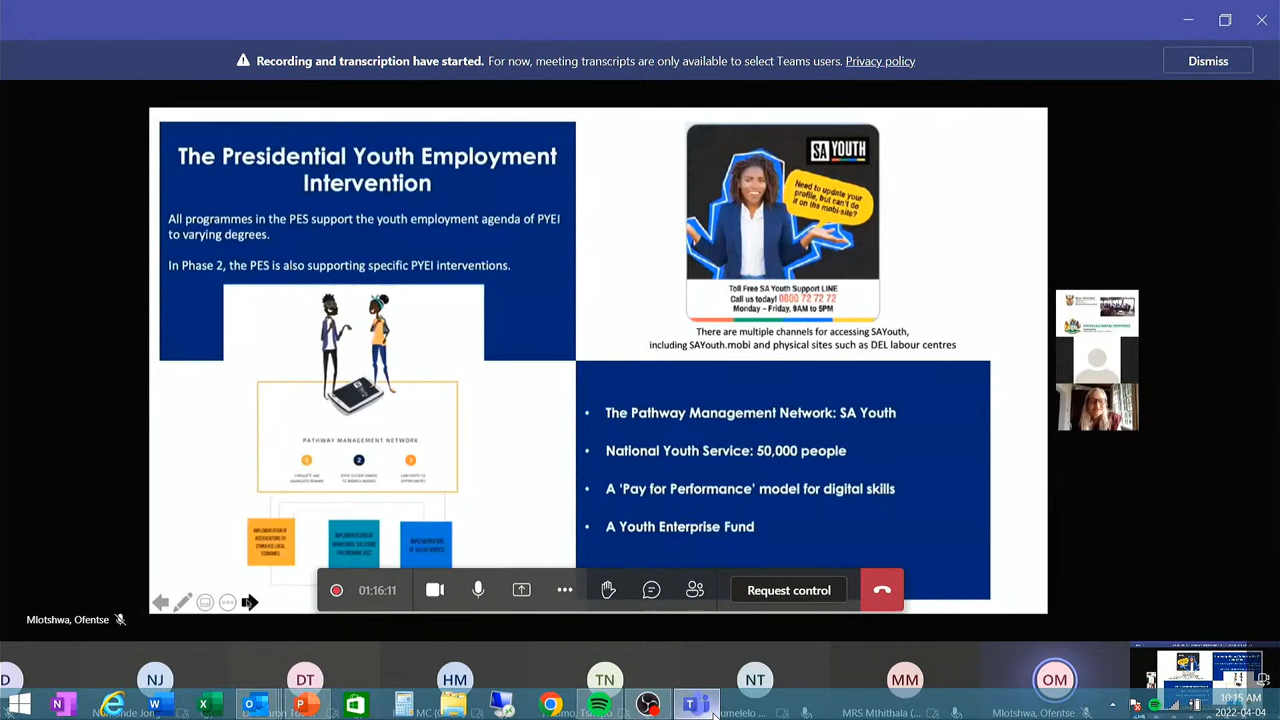 Recording and transcription have started. For now, meeting transcripts are only available to select Teams users. Privacy policy
Dismiss
The Presidential Youth Employment
Intervention
All programmes in the PES support the youth employment agenda of PYEI
to varying degrees.
In Phase 2, the PES is also supporting specific PYEI interventions.
PATHWAY MANAGEMENT NETWORK
1
2
3
SA YOUTH
Need to update your
profile, but can't do
it on the mobi-site?
Toll Free SA Youth Support LINE
Call us today! 0800 72 72 72
Monday – Friday, 9AM to 5PM
There are multiple channels for accessing SAYouth,
including SAYouth.mobi and physical sites such as DEL labour centres
• The Pathway Management Network: SA Youth
• National Youth Service: 50,000 people
• A 'Pay for Performance' model for digital skills
• A Youth Enterprise Fund
01:16:11
Request control
Mlotshwa, Ofentse
D
NJ
DT
HM
TN
NT
MM
OM
MRS Mthithala
Mlotshwa, Ofentse
10:15 AM
2022-04-04